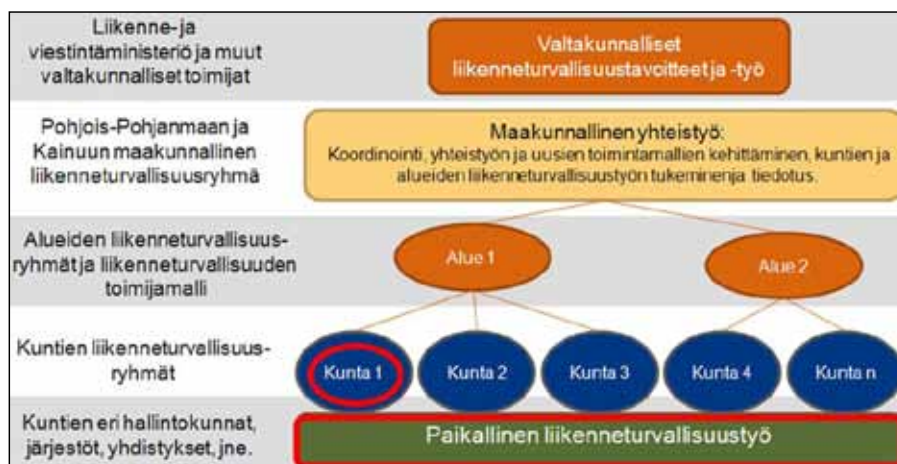 Liikenne- ja
viestintäministeriö ja muut
valtakunnalliset toimijat
Valtakunnalliset
liikenneturvallisuustavoitteet ja -työ
Pohjois-Pohjanmaan ja
Kainuun maakunnallinen
liikenneturvallisuusryhmä
Maakunnallinen yhteistyö:
Koordinointi, yhteistyön ja uusien toimintamallien kehittäminen, kuntien ja
alueiden liikenneturvallisuustyön tukeminen ja tiedotus.
Alueiden liikenneturvallisuus-
ryhmät ja liikenneturvallisuuden
toimijamalli
Alue 1
Alue 2
Kuntien liikenneturvallisuus-
ryhmät
Kunta 1
Kunta 2
Kunta 3
Kunta 4
Kunta n
Kuntien eri hallintokunnat,
järjestöt, yhdistykset, jne.
Paikallinen liikenneturvallisuustyö